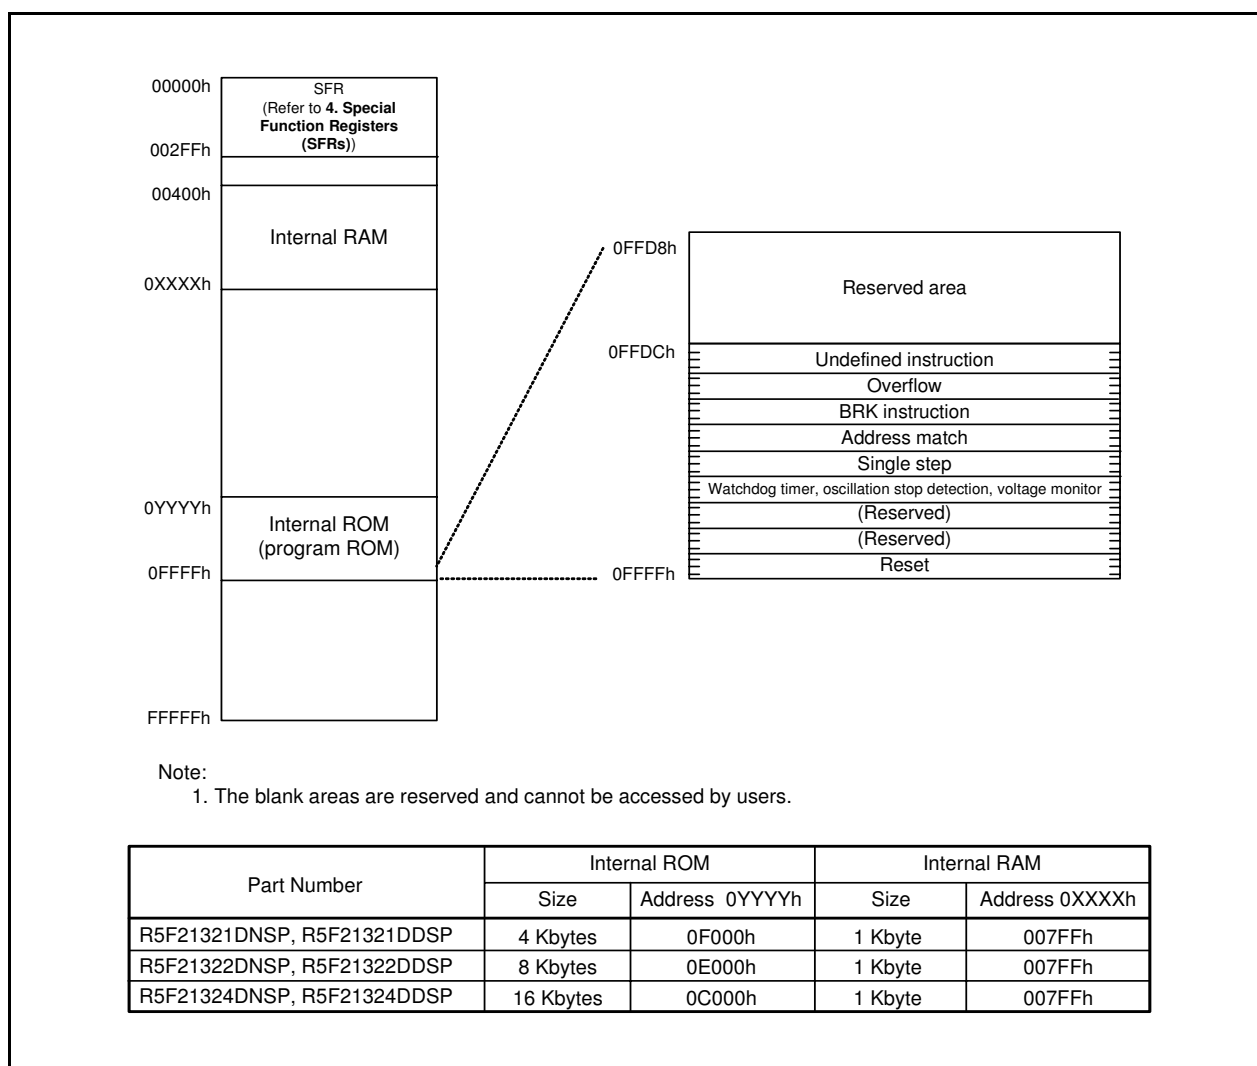 00000h
SFR
(Refer to 4. Special
Function Registers
(SFRs))
002FFh
00400h
Internal RAM
0XXXXh
0YYYYh
Internal ROM
(program ROM)
0FFFFh
FFFFFh
0FFD8h
Reserved area
0FFDCh
Undefined instruction
Overflow
BRK instruction
Address match
Single step
Watchdog timer, oscillation stop detection, voltage monitor
(Reserved)
(Reserved)
Reset
0FFFFh
Note:
1. The blank areas are reserved and cannot be accessed by users.
Part Number Internal ROM Internal RAM
Size Address 0YYYYh Size Address 0XXXXh
R5F21321DNSP, R5F21321DDSP 4 Kbytes 0F000h 1 Kbyte 007FFh
R5F21322DNSP, R5F21322DDSP 8 Kbytes 0E000h 1 Kbyte 007FFh
R5F21324DNSP, R5F21324DDSP 16 Kbytes 0C000h 1 Kbyte 007FFh